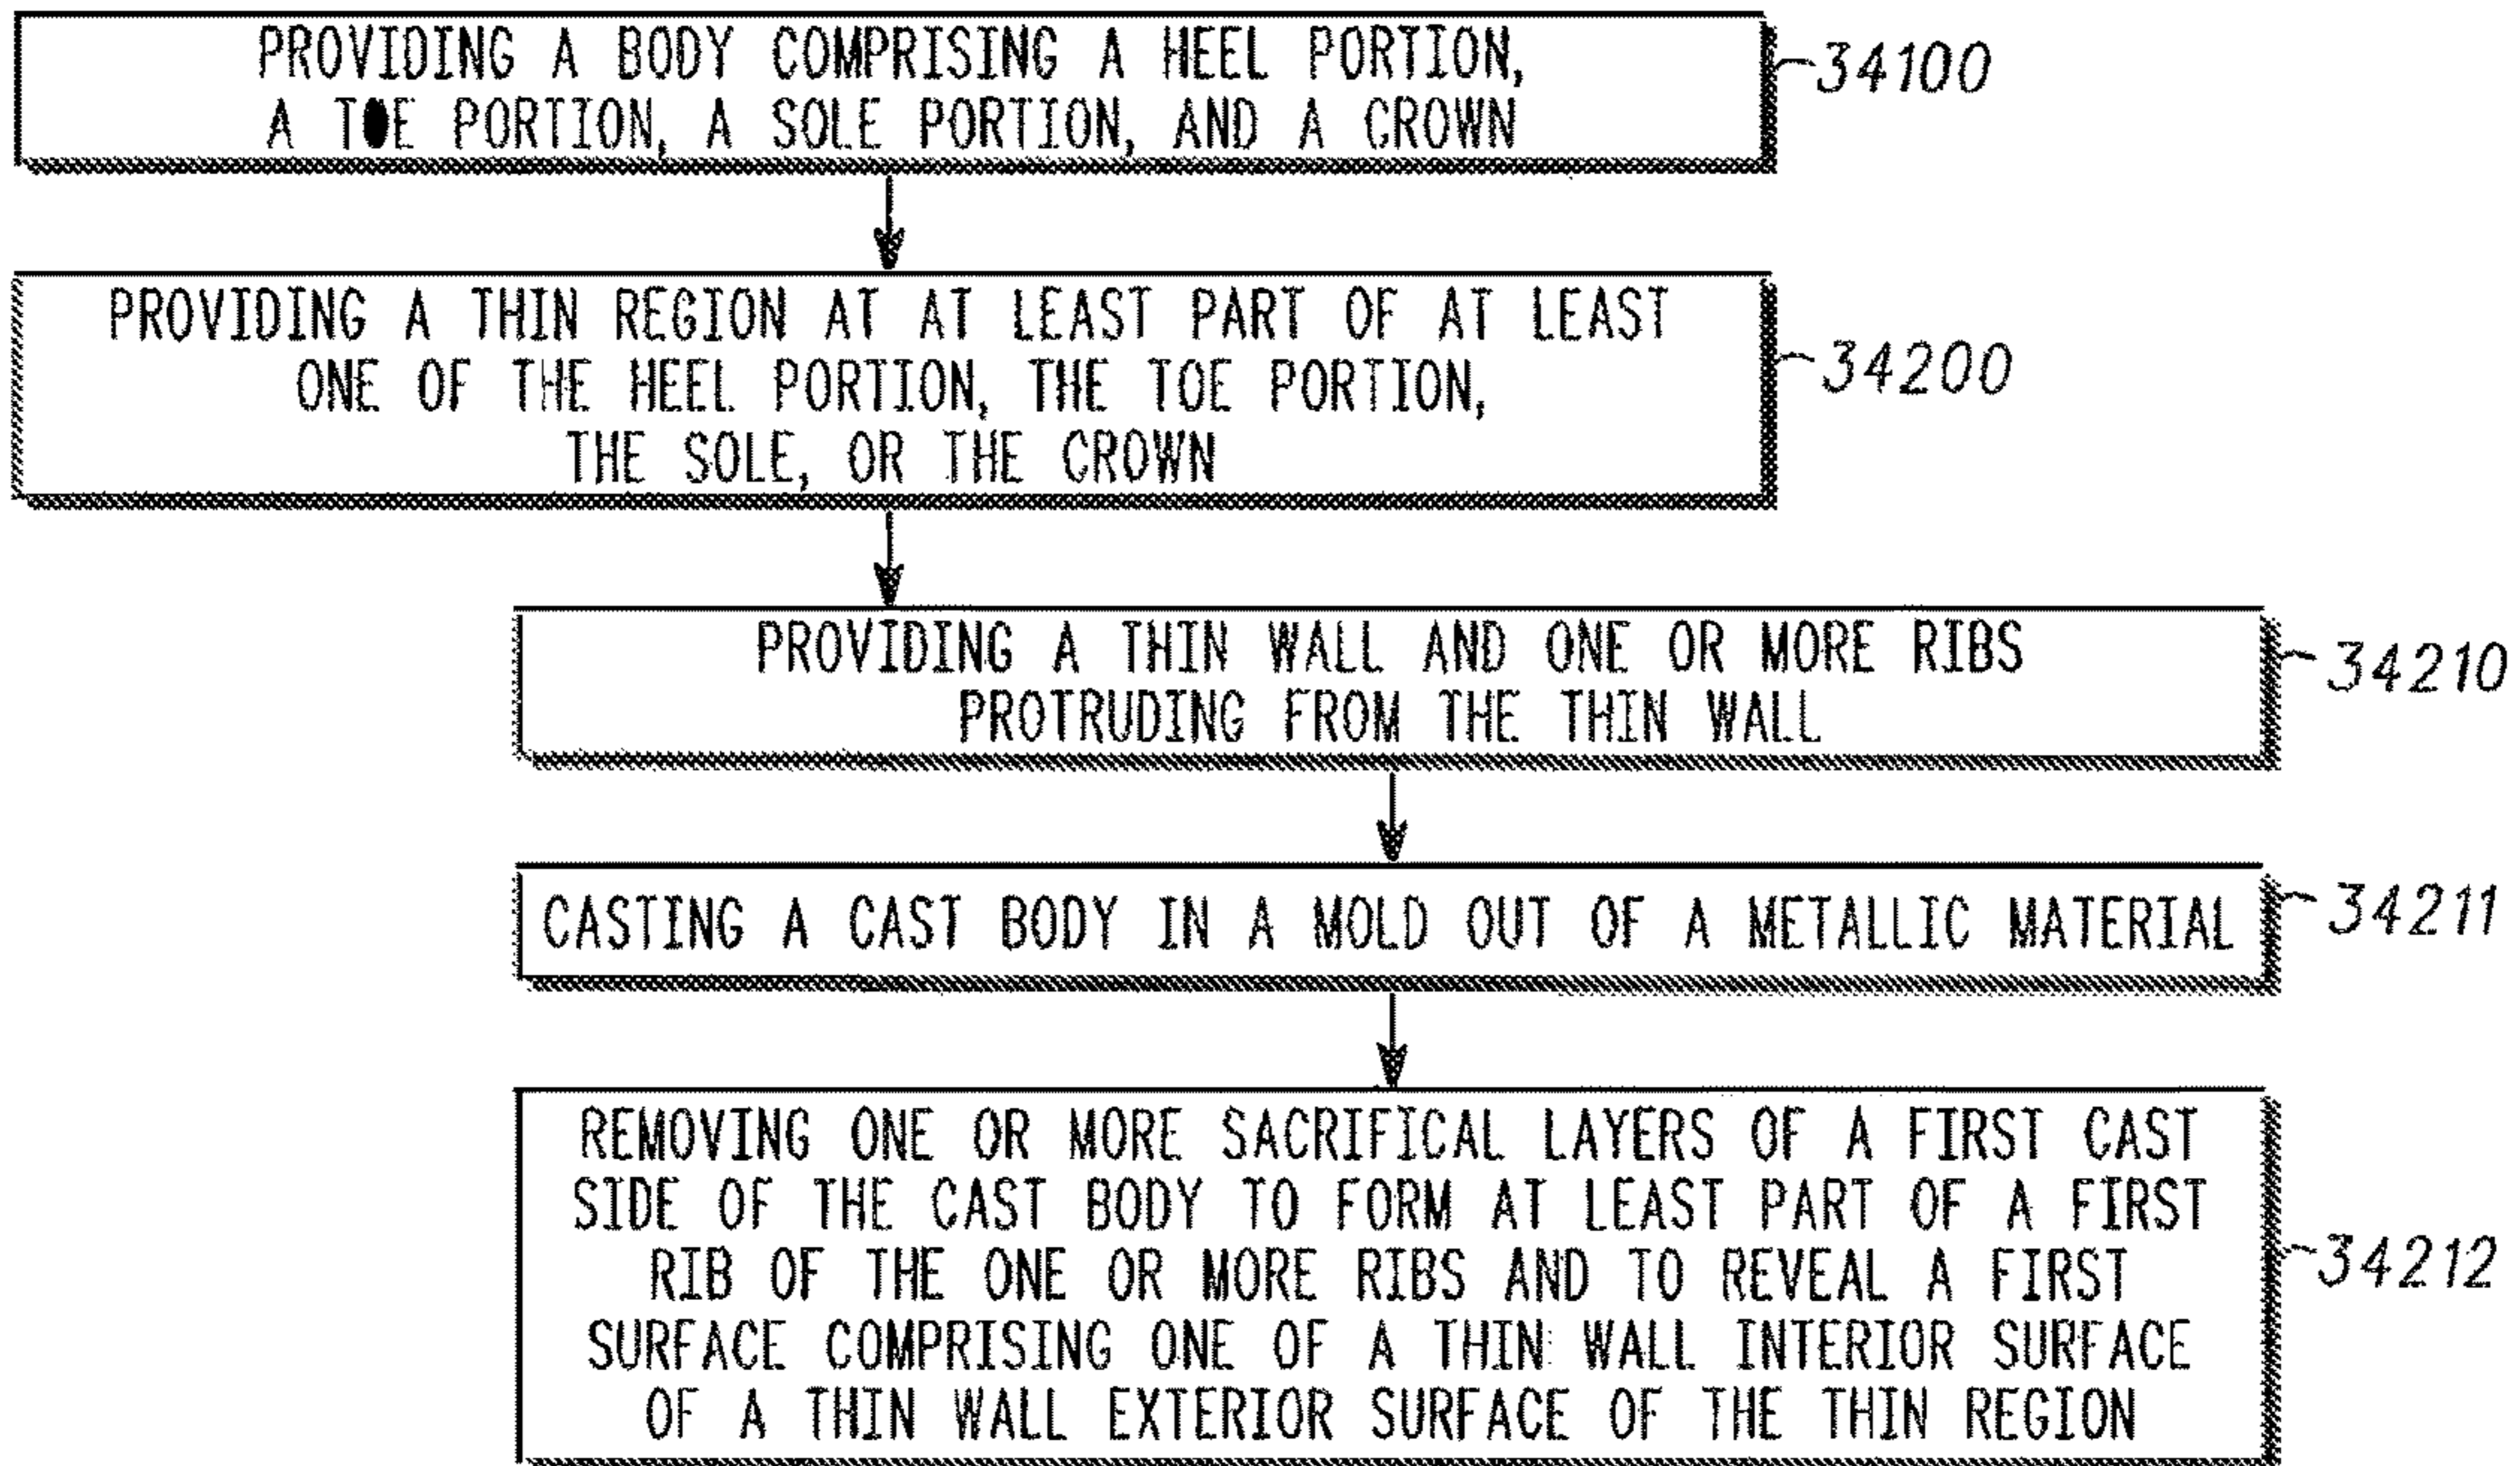 PROVIDING A BODY COMPRISING A HEEL PORTION,
A TOE PORTION, A SOLE PORTION, AND A CROWN
34100
PROVIDING A THIN REGION AT AT LEAST PART OF AT LEAST
ONE OF THE HEEL PORTION, THE TOE PORTION,
THE SOLE, OR THE CROWN
34200
PROVIDING A THIN WALL AND ONE OR MORE RIBS
PROTRUDING FROM THE THIN WALL
34210
CASTING A CAST BODY IN A MOLD OUT OF A METALLIC MATERIAL
34211
REMOVING ONE OR MORE SACRIFICAL LAYERS OF A FIRST CAST
SIDE OF THE CAST BODY TO FORM AT LEAST PART OF A FIRST
RIB OF THE ONE OR MORE RIBS AND TO REVEAL A FIRST
SURFACE COMPRISING ONE OF A THIN WALL INTERIOR SURFACE
OF A THIN WALL EXTERIOR SURFACE OF THE THIN REGION
34212